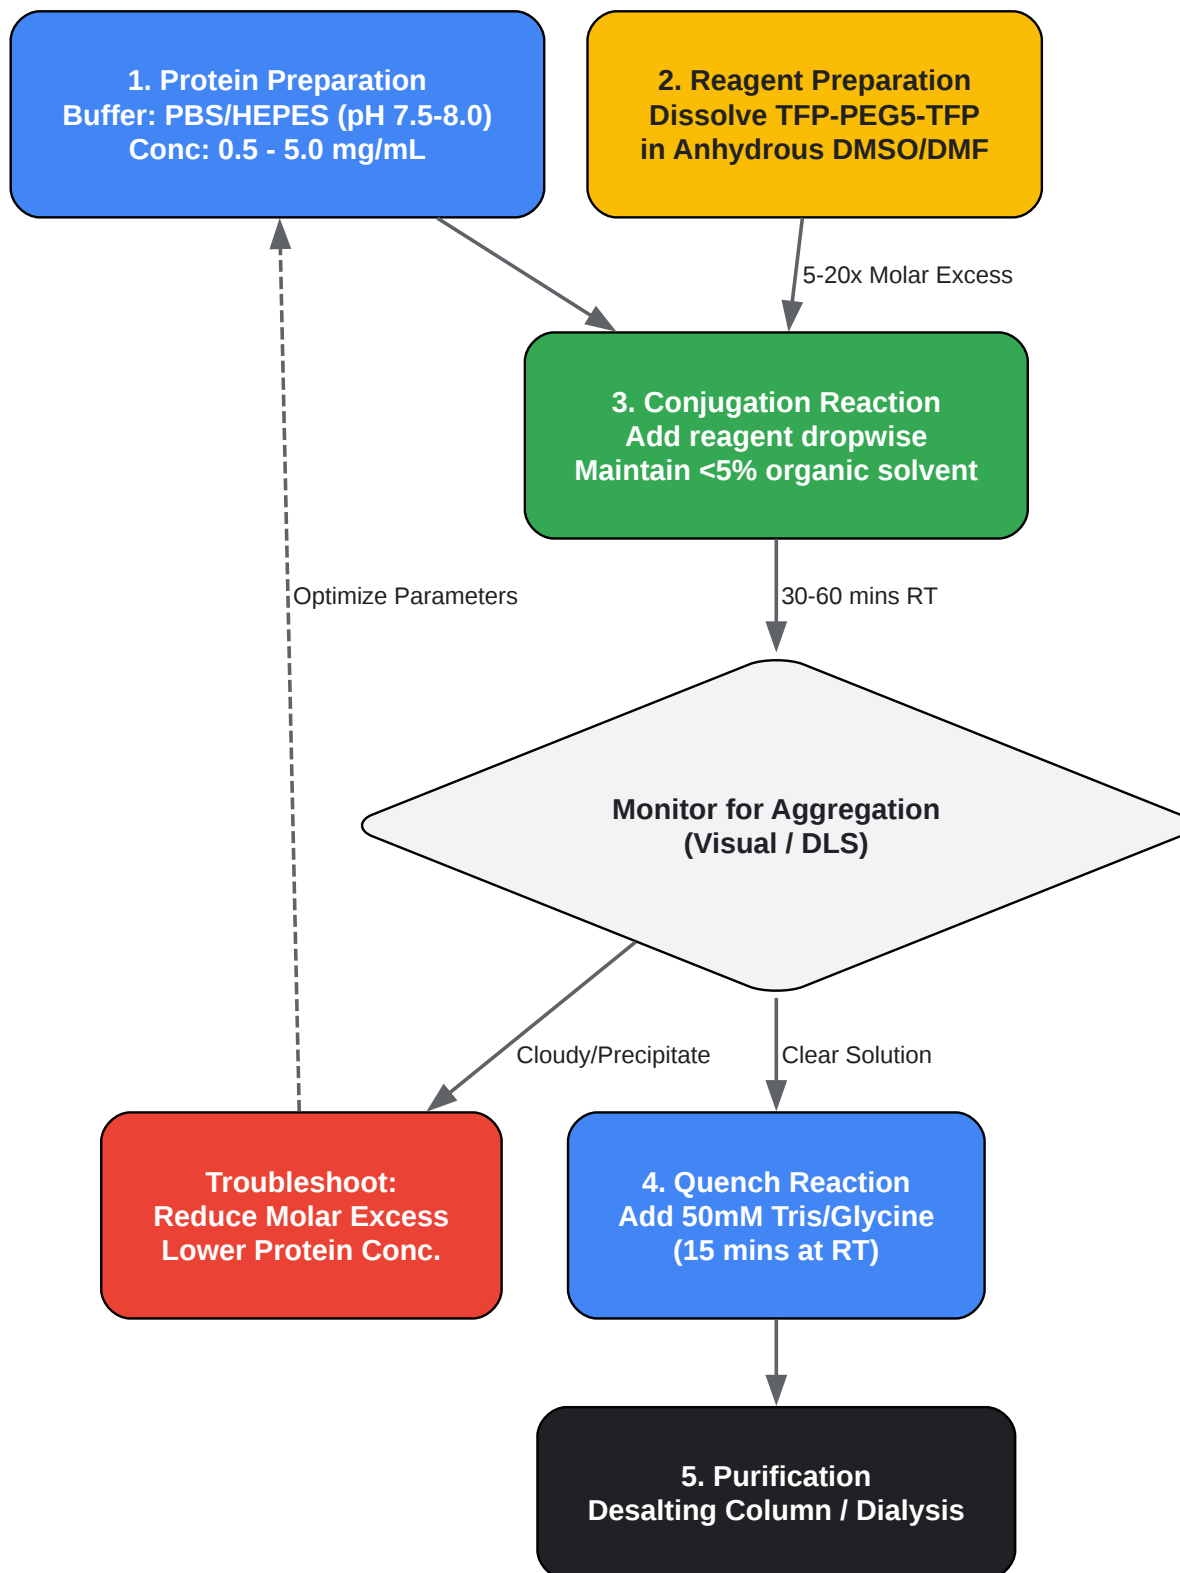 1. Protein Preparation
Buffer: PBS/HEPES (pH 7.5-8.0)
Conc: 0.5 - 5.0 mg/mL
2. Reagent Preparation
Dissolve TFP-PEG5-TFP
in Anhydrous DMSO/DMF
5-20x Molar Excess
3. Conjugation Reaction
Add reagent dropwise
Maintain <5% organic solvent
Optimize Parameters
30-60 mins RT
Monitor for Aggregation
(Visual / DLS)
Cloudy/Precipitate
Clear Solution
Troubleshoot:
Reduce Molar Excess
Lower Protein Conc.
4. Quench Reaction
Add 50mM Tris/Glycine
(15 mins at RT)
5. Purification
Desalting Column / Dialysis